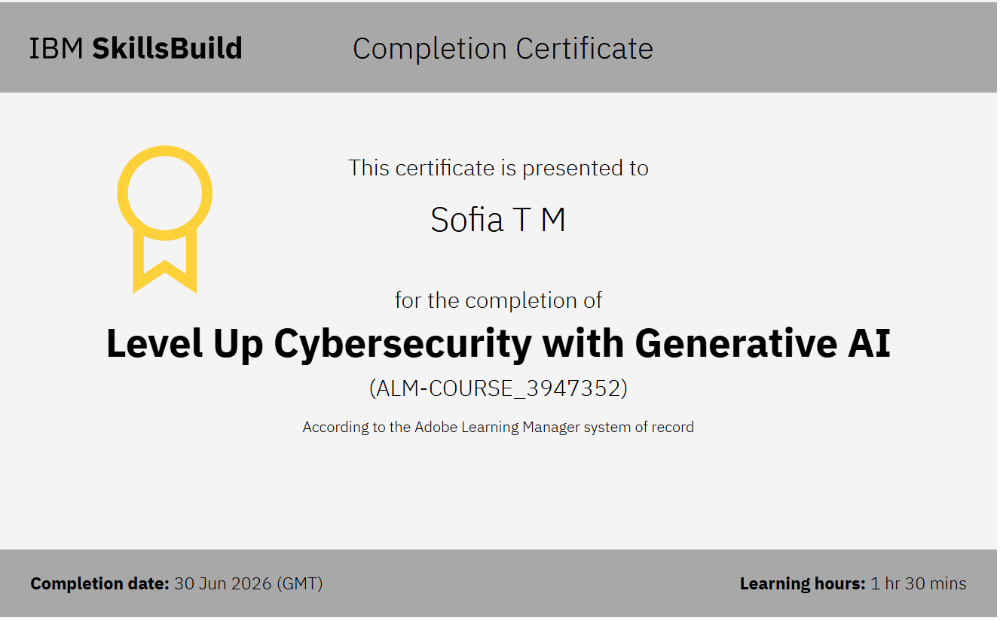 IBM SkillsBuild
Completion Certificate
This certificate is presented to
Sofia T M
for the completion of
Level Up Cybersecurity with Generative AI
(ALM-COURSE_3947352)
According to the Adobe Learning Manager system of record
Completion date: 30 Jun 2026 (GMT)
Learning hours: 1 hr 30 mins